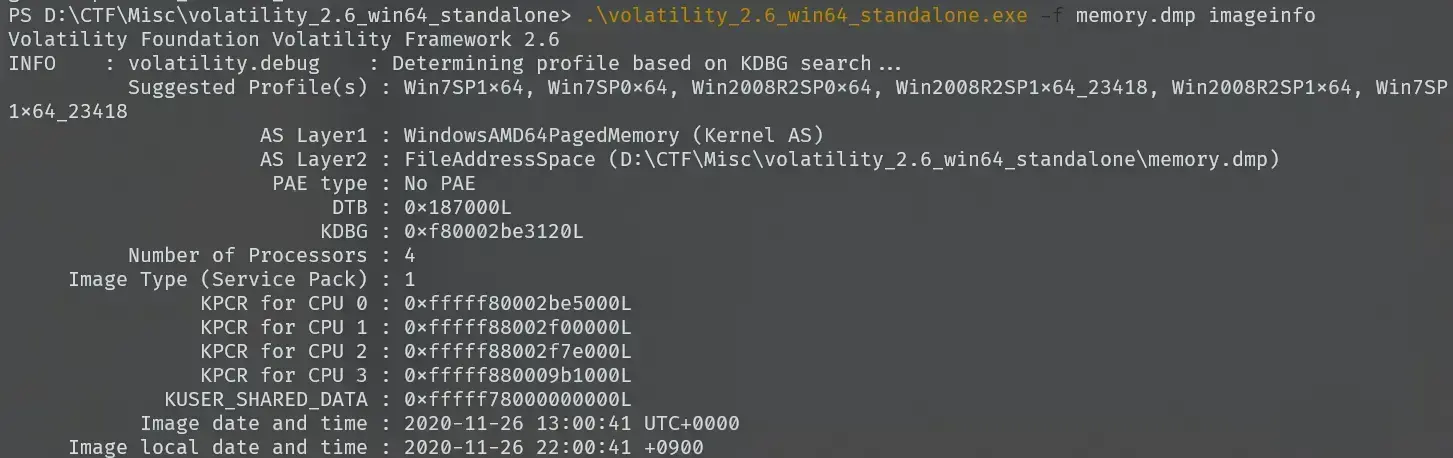 PS D:\CTF\Misc\volatility_2.6_win64_standalone> .\volatility_2.6_win64_standalone.exe -f memory.dmp imageinfo
Volatility Foundation Volatility Framework 2.6
INFO    : volatility.debug    : Determining profile based on KDBG search...
          Suggested Profile(s) : Win7SP1x64, Win7SP0x64, Win2008R2SP0x64, Win2008R2SP1x64_23418, Win2008R2SP1x64, Win7SP
1x64_23418
                     AS Layer1 : WindowsAMD64PagedMemory (Kernel AS)
                     AS Layer2 : FileAddressSpace (D:\CTF\Misc\volatility_2.6_win64_standalone\memory.dmp)
                      PAE type : No PAE
                           DTB : 0x187000L
                          KDBG : 0xf80002be3120L
          Number of Processors : 4
     Image Type (Service Pack) : 1
                KPCR for CPU 0 : 0xfffff80002be5000L
                KPCR for CPU 1 : 0xfffff88002f00000L
                KPCR for CPU 2 : 0xfffff88002f7e000L
                KPCR for CPU 3 : 0xfffff880009b1000L
             KUSER_SHARED_DATA : 0xfffff78000000000L
           Image date and time : 2020-11-26 13:00:41 UTC+0000
     Image local date and time : 2020-11-26 22:00:41 +0900